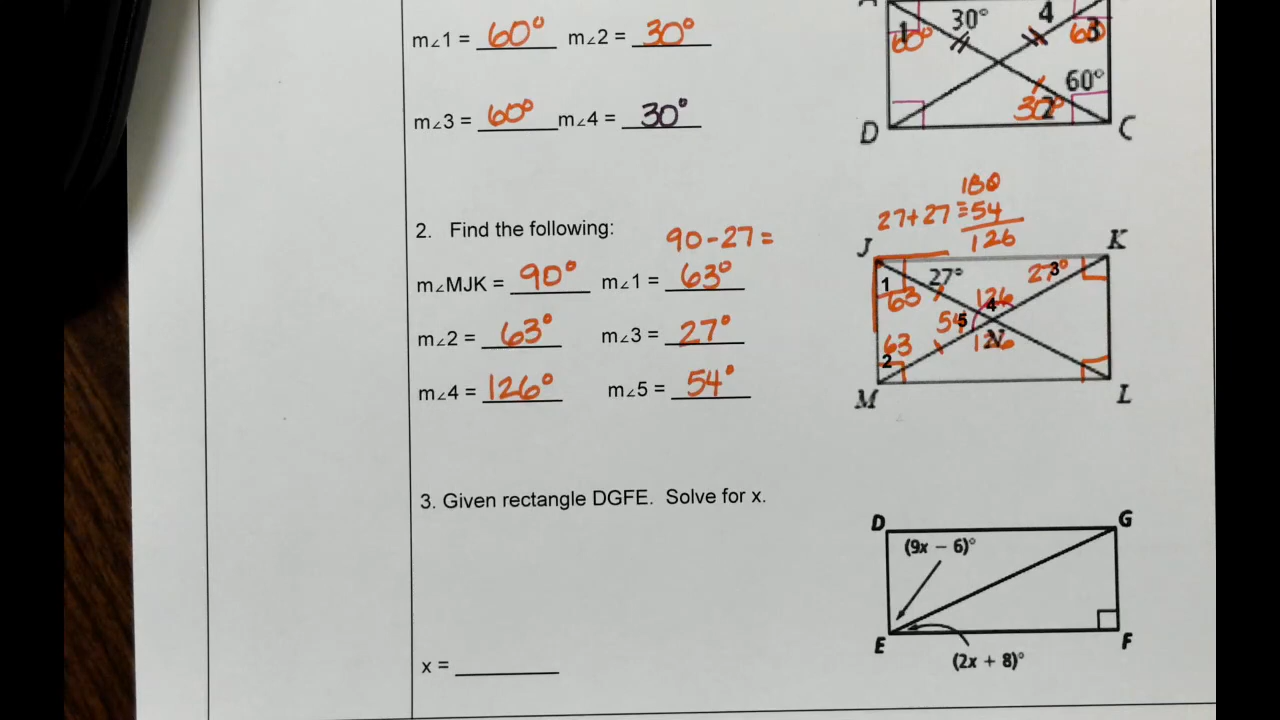 m∠1 = 60° m∠2 = 30°
m∠3 = 60° m∠4 = 30°
1 30° 4 3
60° 60
60°
30° 2
D C
2. Find the following:
90-27=
m∠MJK = 90° m∠1 = 63°
m∠2 = 63° m∠3 = 27°
m∠4 = 126° m∠5 = 54°
180
27+27=54
126
J K
1 27° 27° 3
63 126 4
54 5
63 N 126
2
M L
3. Given rectangle DGFE. Solve for x.
D G
(9x − 6)°
E F
(2x + 8)°
x =